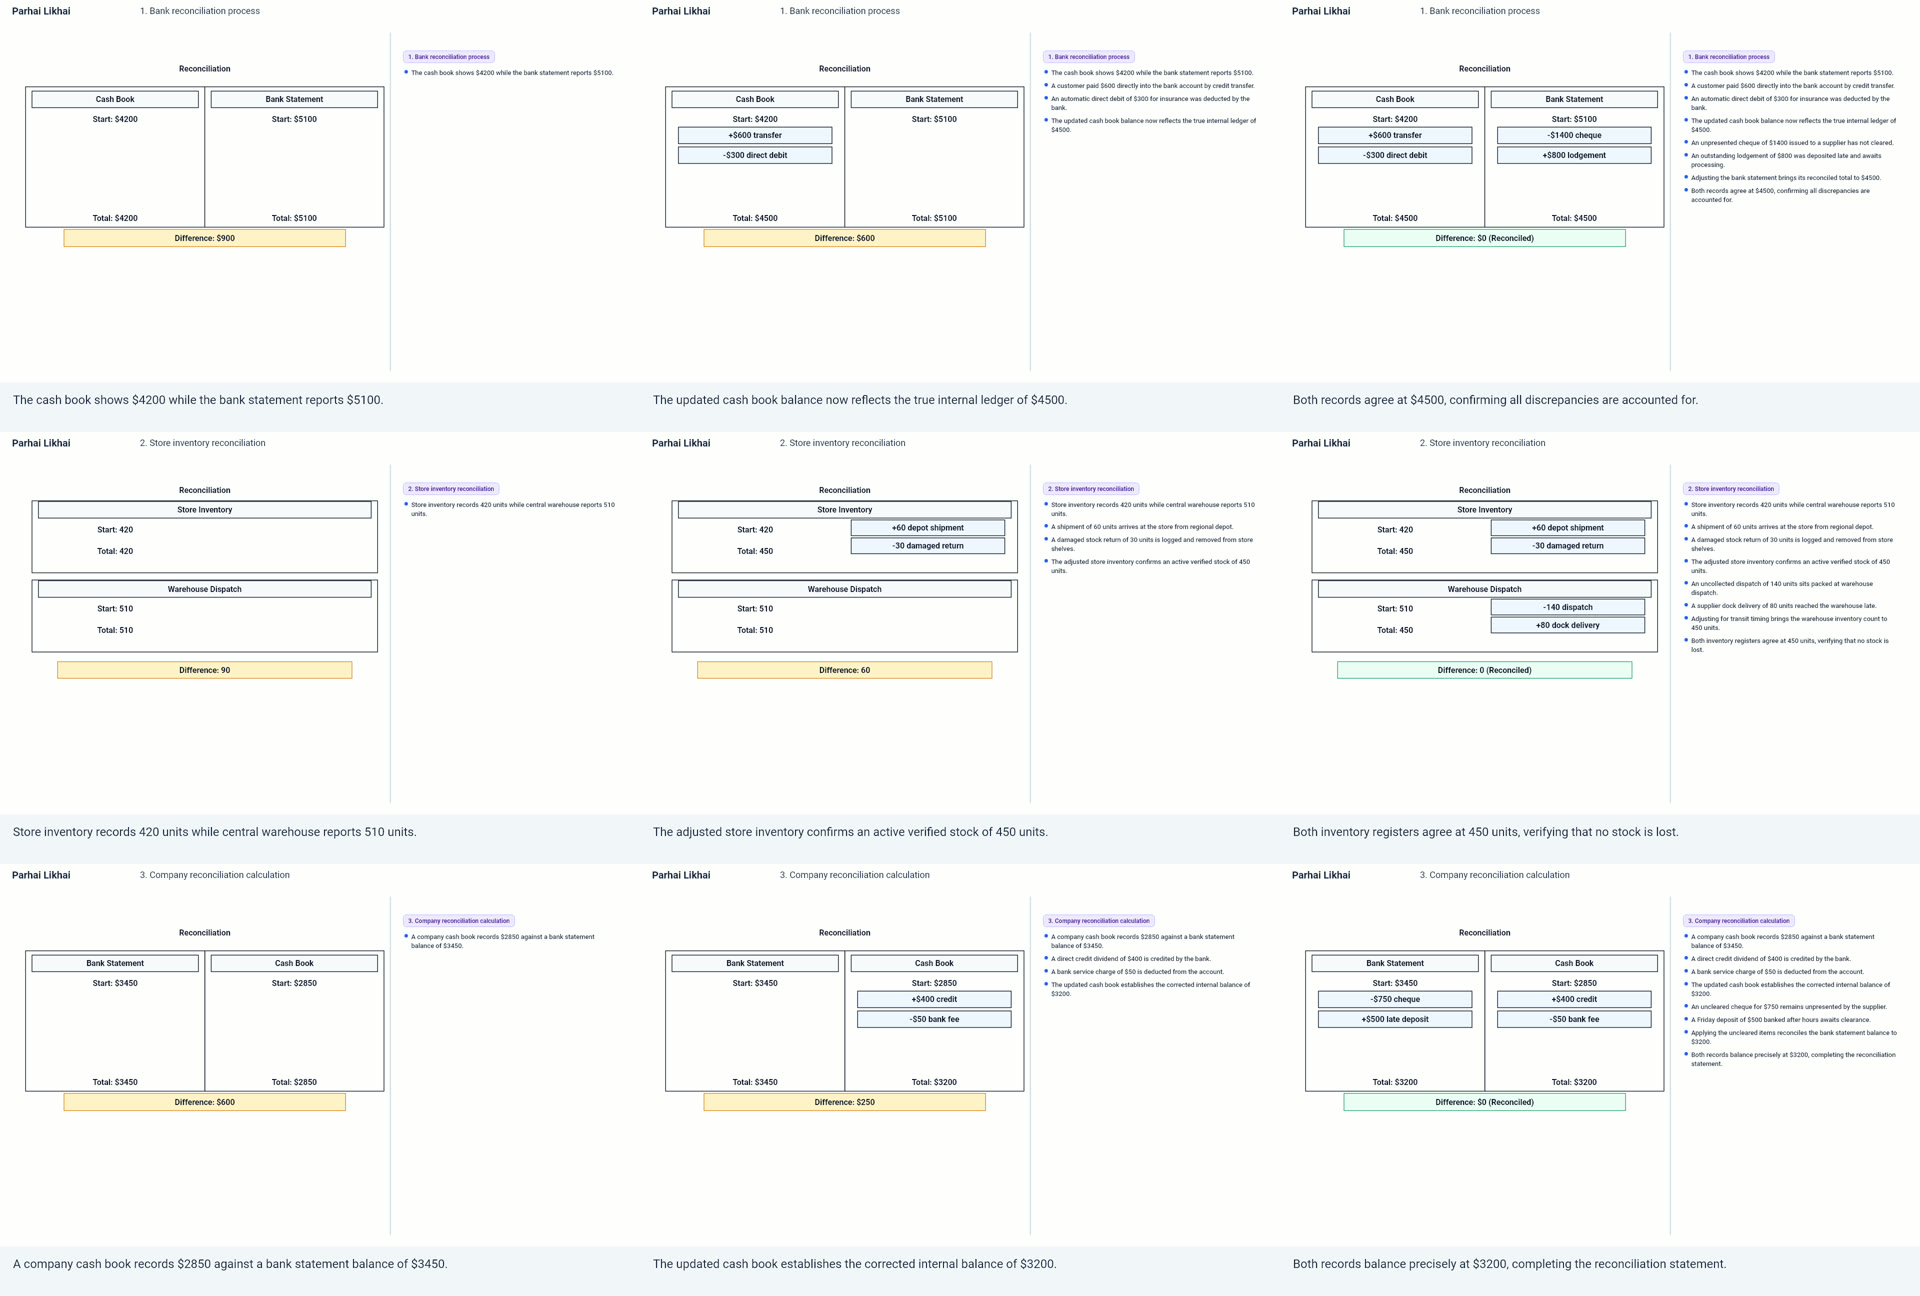 Parhai Likhai
1. Bank reconciliation process
Reconciliation
Cash Book
Bank Statement
Start: $4200
Start: $5100
Total: $4200
Total: $5100
Difference: $900
1. Bank reconciliation process
The cash book shows $4200 while the bank statement reports $5100.
The cash book shows $4200 while the bank statement reports $5100.
Parhai Likhai
1. Bank reconciliation process
Reconciliation
Cash Book
Bank Statement
Start: $4200
Start: $5100
+$600 transfer
-$300 direct debit
Total: $4500
Total: $5100
Difference: $600
1. Bank reconciliation process
The cash book shows $4200 while the bank statement reports $5100.
A customer paid $600 directly into the bank account by credit transfer.
An automatic direct debit of $300 for insurance was deducted by the
bank.
The updated cash book balance now reflects the true internal ledger of
$4500.
The updated cash book balance now reflects the true internal ledger of $4500.
Parhai Likhai
1. Bank reconciliation process
Reconciliation
Cash Book
Bank Statement
Start: $4200
Start: $5100
+$600 transfer
-$1400 cheque
-$300 direct debit
+$800 lodgement
Total: $4500
Total: $4500
Difference: $0 (Reconciled)
1. Bank reconciliation process
The cash book shows $4200 while the bank statement reports $5100.
A customer paid $600 directly into the bank account by credit transfer.
An automatic direct debit of $300 for insurance was deducted by the
bank.
The updated cash book balance now reflects the true internal ledger of
$4500.
An unpresented cheque of $1400 issued to a supplier has not cleared.
An outstanding lodgement of $800 was deposited late and awaits
processing.
Adjusting the bank statement brings its reconciled total to $4500.
Both records agree at $4500, confirming all discrepancies are
accounted for.
Both records agree at $4500, confirming all discrepancies are accounted for.
Parhai Likhai
2. Store inventory reconciliation
Reconciliation
Store Inventory
Start: 420
Total: 420
Warehouse Dispatch
Start: 510
Total: 510
Difference: 90
2. Store inventory reconciliation
Store inventory records 420 units while central warehouse reports 510
units.
Store inventory records 420 units while central warehouse reports 510 units.
Parhai Likhai
2. Store inventory reconciliation
Reconciliation
Store Inventory
Start: 420
+60 depot shipment
Total: 450
-30 damaged return
Warehouse Dispatch
Start: 510
Total: 510
Difference: 60
2. Store inventory reconciliation
Store inventory records 420 units while central warehouse reports 510
units.
A shipment of 60 units arrives at the store from regional depot.
A damaged stock return of 30 units is logged and removed from store
shelves.
The adjusted store inventory confirms an active verified stock of 450
units.
The adjusted store inventory confirms an active verified stock of 450 units.
Parhai Likhai
2. Store inventory reconciliation
Reconciliation
Store Inventory
Start: 420
+60 depot shipment
Total: 450
-30 damaged return
Warehouse Dispatch
Start: 510
-140 dispatch
Total: 450
+80 dock delivery
Difference: 0 (Reconciled)
2. Store inventory reconciliation
Store inventory records 420 units while central warehouse reports 510
units.
A shipment of 60 units arrives at the store from regional depot.
A damaged stock return of 30 units is logged and removed from store
shelves.
The adjusted store inventory confirms an active verified stock of 450
units.
An uncollected dispatch of 140 units sits packed at warehouse
dispatch.
A supplier dock delivery of 80 units reached the warehouse late.
Adjusting for transit timing brings the warehouse inventory count to
450 units.
Both inventory registers agree at 450 units, verifying that no stock is
lost.
Both inventory registers agree at 450 units, verifying that no stock is lost.
Parhai Likhai
3. Company reconciliation calculation
Reconciliation
Bank Statement
Cash Book
Start: $3450
Start: $2850
Total: $3450
Total: $2850
Difference: $600
3. Company reconciliation calculation
A company cash book records $2850 against a bank statement
balance of $3450.
A company cash book records $2850 against a bank statement balance of $3450.
Parhai Likhai
3. Company reconciliation calculation
Reconciliation
Bank Statement
Cash Book
Start: $3450
Start: $2850
+$400 credit
-$50 bank fee
Total: $3450
Total: $3200
Difference: $250
3. Company reconciliation calculation
A company cash book records $2850 against a bank statement
balance of $3450.
A direct credit dividend of $400 is credited by the bank.
A bank service charge of $50 is deducted from the account.
The updated cash book establishes the corrected internal balance of
$3200.
The updated cash book establishes the corrected internal balance of $3200.
Parhai Likhai
3. Company reconciliation calculation
Reconciliation
Bank Statement
Cash Book
Start: $3450
Start: $2850
-$750 cheque
+$400 credit
+$500 late deposit
-$50 bank fee
Total: $3200
Total: $3200
Difference: $0 (Reconciled)
3. Company reconciliation calculation
A company cash book records $2850 against a bank statement
balance of $3450.
A direct credit dividend of $400 is credited by the bank.
A bank service charge of $50 is deducted from the account.
The updated cash book establishes the corrected internal balance of
$3200.
An uncleared cheque for $750 remains unpresented by the supplier.
A Friday deposit of $500 banked after hours awaits clearance.
Applying the uncleared items reconciles the bank statement balance to
$3200.
Both records balance precisely at $3200, completing the reconciliation
statement.
Both records balance precisely at $3200, completing the reconciliation statement.